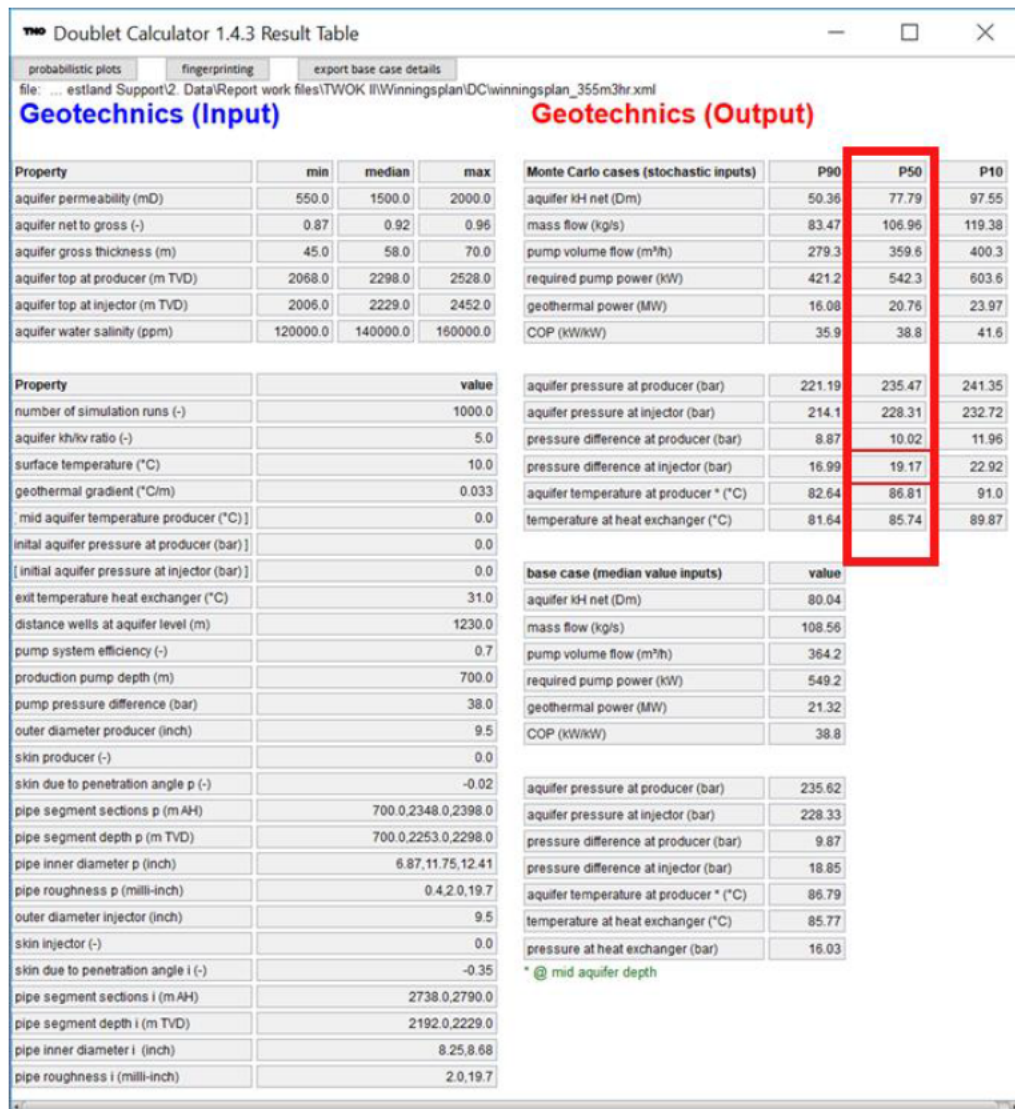 TNO Doublet Calculator 1.4.3 Result Table
probabilistic plots fingerprinting export base case details
file: ... estland Support\2. Data\Report work files\TWOK II\Winningsplan\DC\winningsplan_355m3hr.xml
Geotechnics (Input)
Property min median max
aquifer permeability (mD) 550.0 1500.0 2000.0
aquifer net to gross (-) 0.87 0.92 0.96
aquifer gross thickness (m) 45.0 58.0 70.0
aquifer top at producer (m TVD) 2068.0 2298.0 2528.0
aquifer top at injector (m TVD) 2006.0 2229.0 2452.0
aquifer water salinity (ppm) 120000.0 140000.0 160000.0
Property value
number of simulation runs (-) 1000.0
aquifer kh/kv ratio (-) 5.0
surface temperature (°C) 10.0
geothermal gradient (°C/m) 0.033
mid aquifer temperature producer (°C) ] 0.0
inital aquifer pressure at producer (bar) ] 0.0
[ initial aquifer pressure at injector (bar) ] 0.0
exit temperature heat exchanger (°C) 31.0
distance wells at aquifer level (m) 1230.0
pump system efficiency (-) 0.7
production pump depth (m) 700.0
pump pressure difference (bar) 38.0
outer diameter producer (inch) 9.5
skin producer (-) 0.0
skin due to penetration angle p (-) -0.02
pipe segment sections p (m AH) 700.0,2348.0,2398.0
pipe segment depth p (m TVD) 700.0,2253.0,2298.0
pipe inner diameter p (inch) 6.87,11.75,12.41
pipe roughness p (milli-inch) 0.4,2.0,19.7
outer diameter injector (inch) 9.5
skin injector (-) 0.0
skin due to penetration angle i (-) -0.35
pipe segment sections i (m AH) 2738.0,2790.0
pipe segment depth i (m TVD) 2192.0,2229.0
pipe inner diameter i (inch) 8.25,8.68
pipe roughness i (milli-inch) 2.0,19.7
Geotechnics (Output)
Monte Carlo cases (stochastic inputs) P90 P50 P10
aquifer kH net (Dm) 50.36 77.79 97.55
mass flow (kg/s) 83.47 106.96 119.38
pump volume flow (m³/h) 279.3 359.6 400.3
required pump power (kW) 421.2 542.3 603.6
geothermal power (MW) 16.08 20.76 23.97
COP (kW/kW) 35.9 38.8 41.6
aquifer pressure at producer (bar) 221.19 235.47 241.35
aquifer pressure at injector (bar) 214.1 228.31 232.72
pressure difference at producer (bar) 8.87 10.02 11.96
pressure difference at injector (bar) 16.99 19.17 22.92
aquifer temperature at producer * (°C) 82.64 86.81 91.0
temperature at heat exchanger (°C) 81.64 85.74 89.87
base case (median value inputs) value
aquifer kH net (Dm) 80.04
mass flow (kg/s) 108.56
pump volume flow (m³/h) 364.2
required pump power (kW) 549.2
geothermal power (MW) 21.32
COP (kW/kW) 38.8
aquifer pressure at producer (bar) 235.62
aquifer pressure at injector (bar) 228.33
pressure difference at producer (bar) 9.87
pressure difference at injector (bar) 18.85
aquifer temperature at producer * (°C) 86.79
temperature at heat exchanger (°C) 85.77
pressure at heat exchanger (bar) 16.03
* @ mid aquifer depth